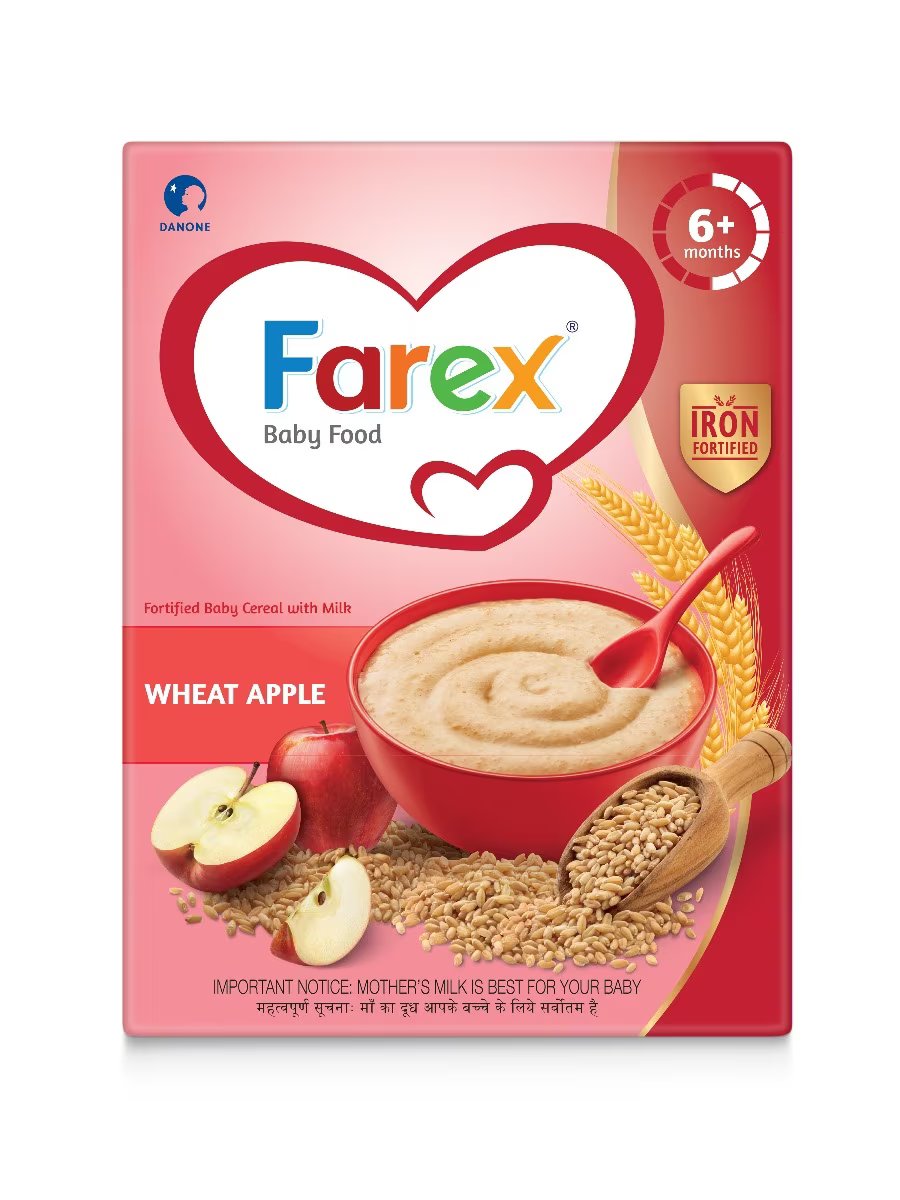 DANONE
6+
months
Farex®
Baby Food
IRON
FORTIFIED
Fortified Baby Cereal with Milk
WHEAT APPLE
IMPORTANT NOTICE: MOTHER'S MILK IS BEST FOR YOUR BABY
महत्वपूर्ण सूचनाः माँ का दूध आपके बच्चे के लिये सर्वोतम है